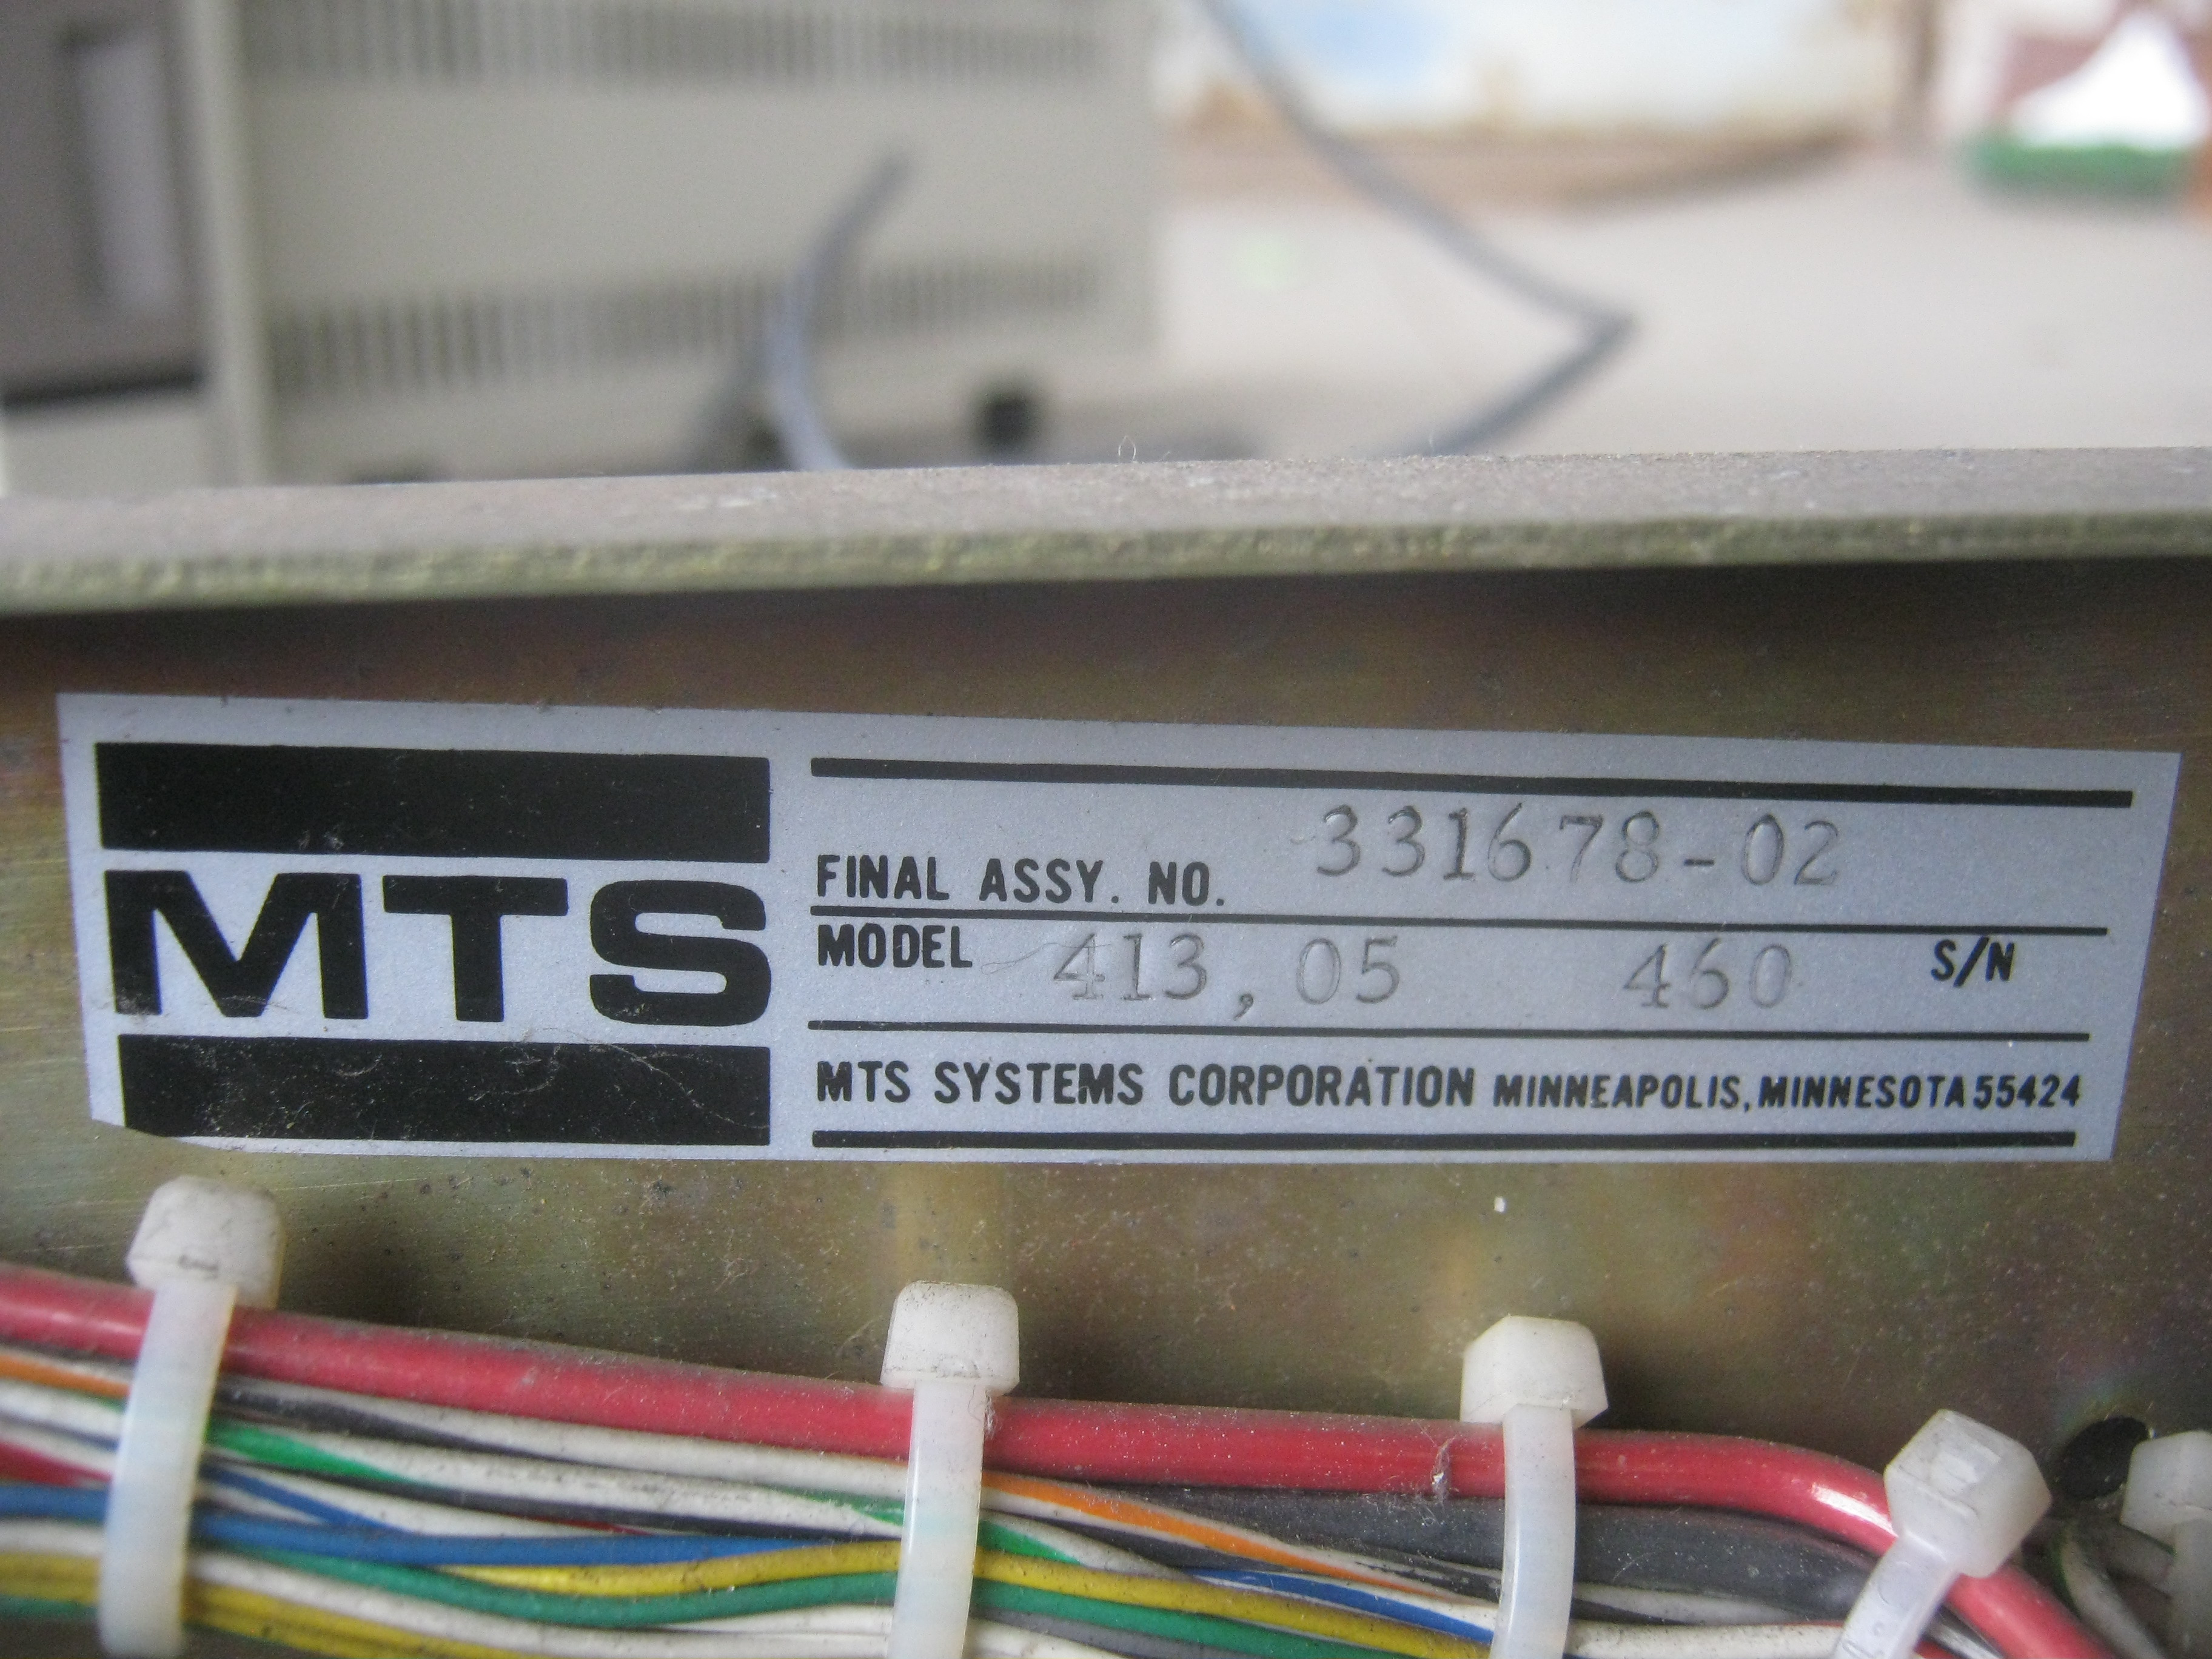 MTS
FINAL ASSY. NO. 331678-02
MODEL 413,05 460 S/N
MTS SYSTEMS CORPORATION MINNEAPOLIS, MINNESOTA 55424